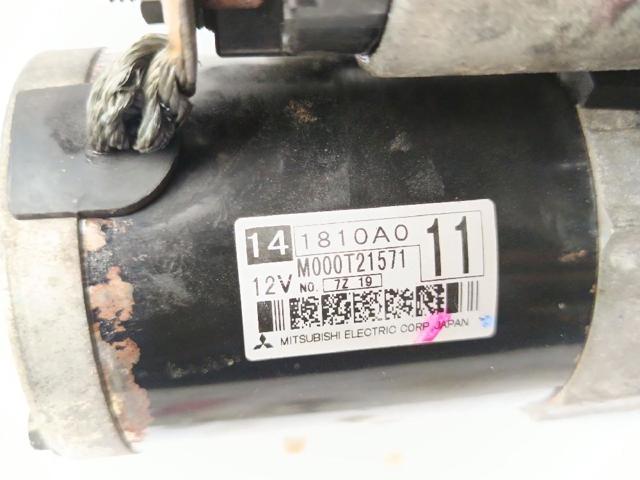 14 1810A0 11
M000T21571
12V NO. 7Z 19
MITSUBISHI ELECTRIC CORP. JAPAN